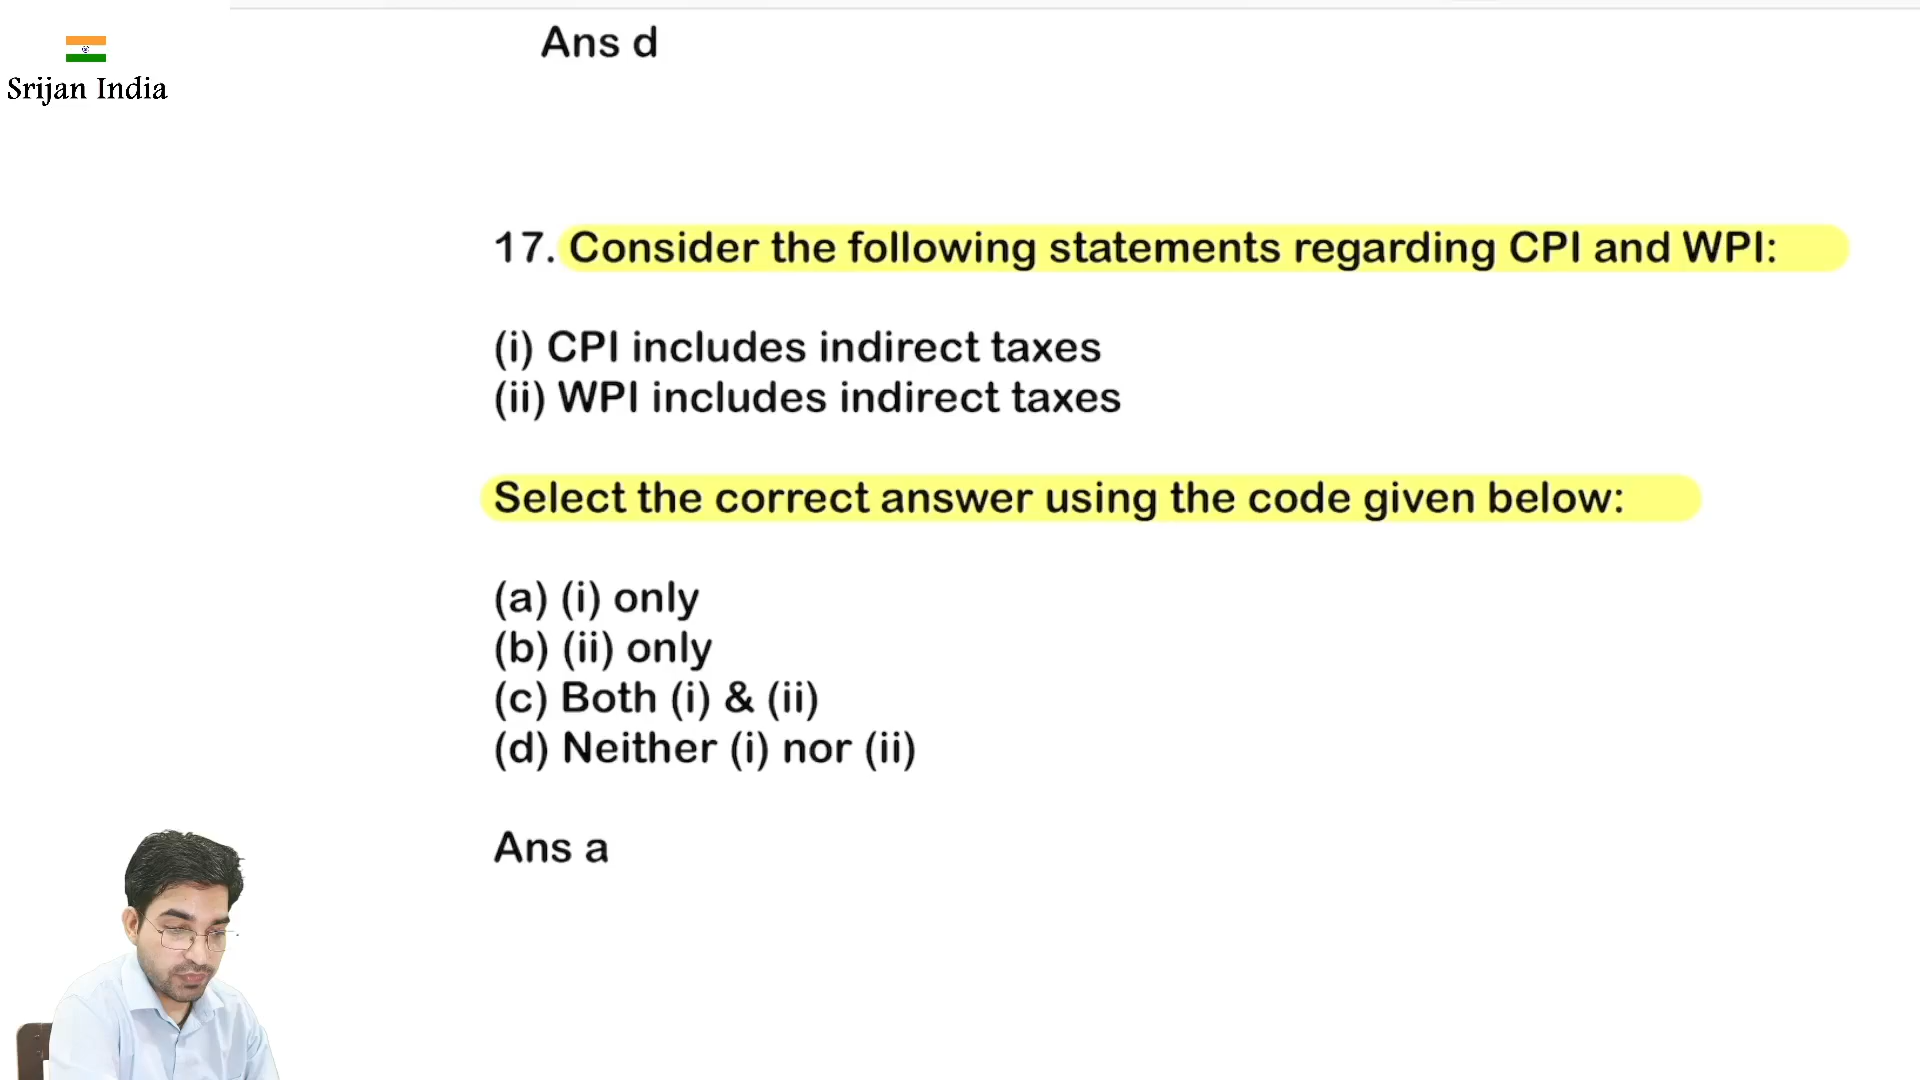 Ans d
Srijan India
17. Consider the following statements regarding CPI and WPI:
(i) CPI includes indirect taxes
(ii) WPI includes indirect taxes
Select the correct answer using the code given below:
(a) (i) only
(b) (ii) only
(c) Both (i) & (ii)
(d) Neither (i) nor (ii)
Ans a